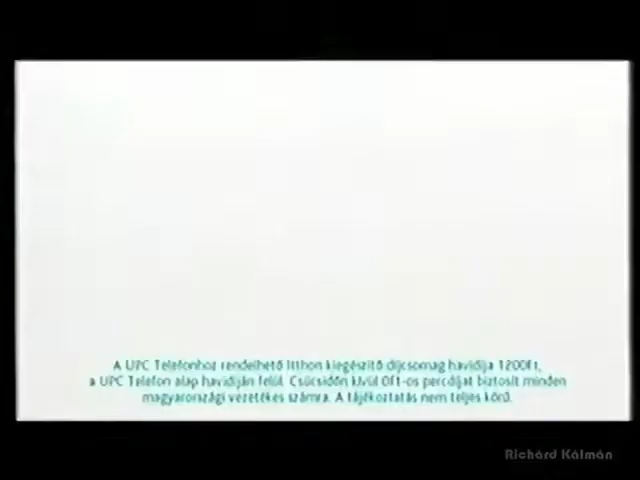 A UPC Telefonhoz rendelhető Itthon kiegészítő díjcsomag havidíja 1200Ft,
a UPC Telefon alap havidíján felül. Csúcsidőn kívül 0Ft-os percdíjat biztosít minden
magyarországi vezetékes számra. A tájékoztatás nem teljes körű.
Richárd Kálmán